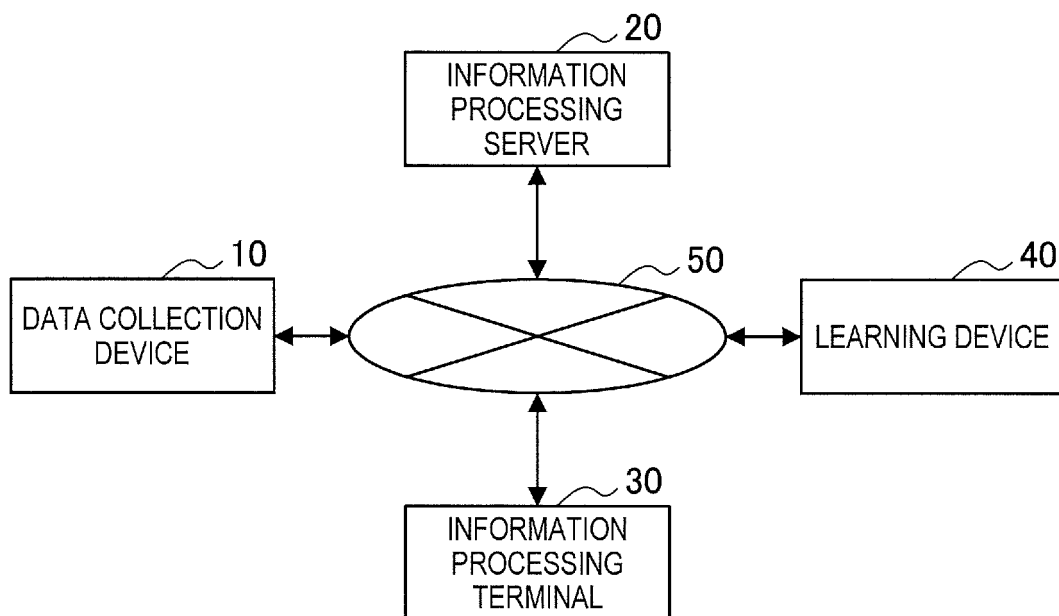 20
INFORMATION
PROCESSING
SERVER
10
DATA COLLECTION
DEVICE
50
40
LEARNING DEVICE
30
INFORMATION
PROCESSING
TERMINAL